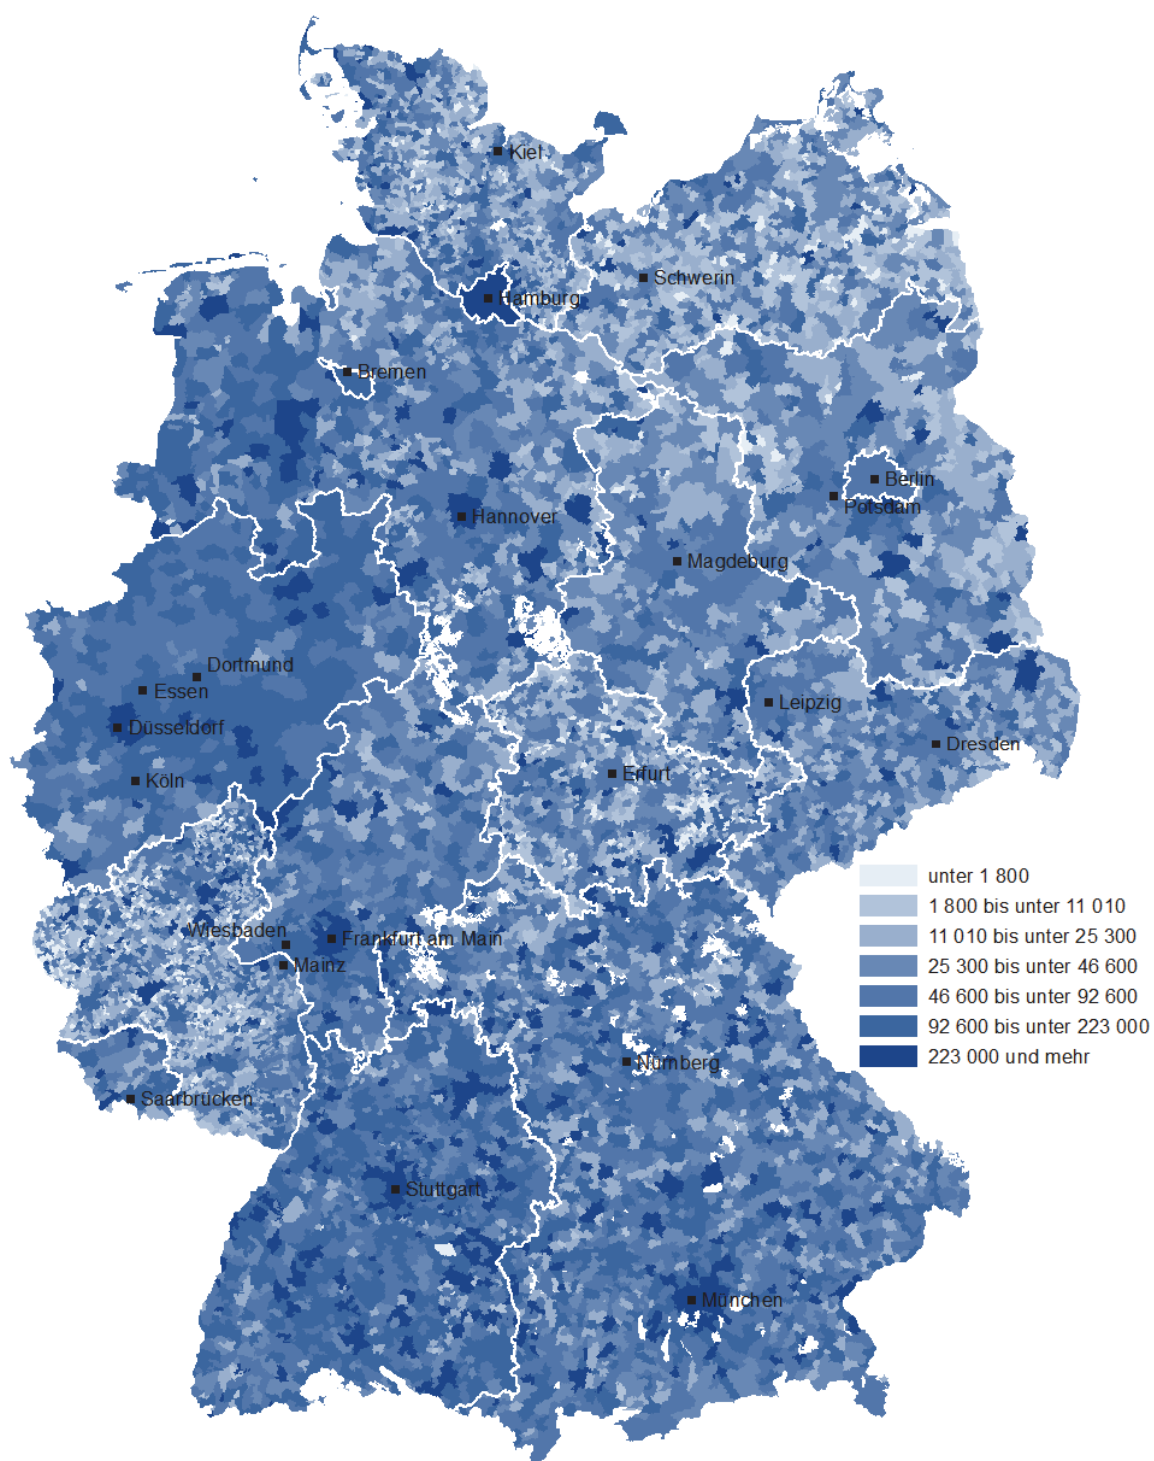 Kiel
Schwerin
Hamburg
Bremen
Berlin
Potsdam
Hannover
Magdeburg
Dortmund
Essen
Düsseldorf
Köln
Leipzig
Dresden
Erfurt
unter 1 800
1 800 bis unter 11 010
11 010 bis unter 25 300
25 300 bis unter 46 600
46 600 bis unter 92 600
92 600 bis unter 223 000
223 000 und mehr
Wiesbaden
Frankfurt am Main
Mainz
Nürnberg
Saarbrücken
Stuttgart
München